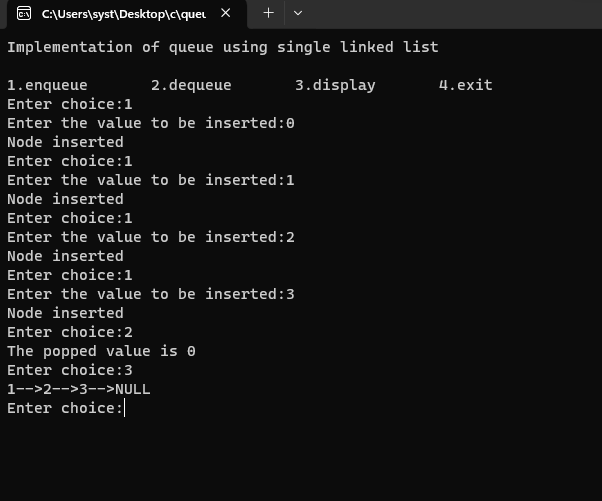 C:\Users\syst\Desktop\c\queu
Implementation of queue using single linked list
1.enqueue 2.dequeue 3.display 4.exit
Enter choice:1
Enter the value to be inserted:0
Node inserted
Enter choice:1
Enter the value to be inserted:1
Node inserted
Enter choice:1
Enter the value to be inserted:2
Node inserted
Enter choice:1
Enter the value to be inserted:3
Node inserted
Enter choice:2
The popped value is 0
Enter choice:3
1-->2-->3-->NULL
Enter choice: